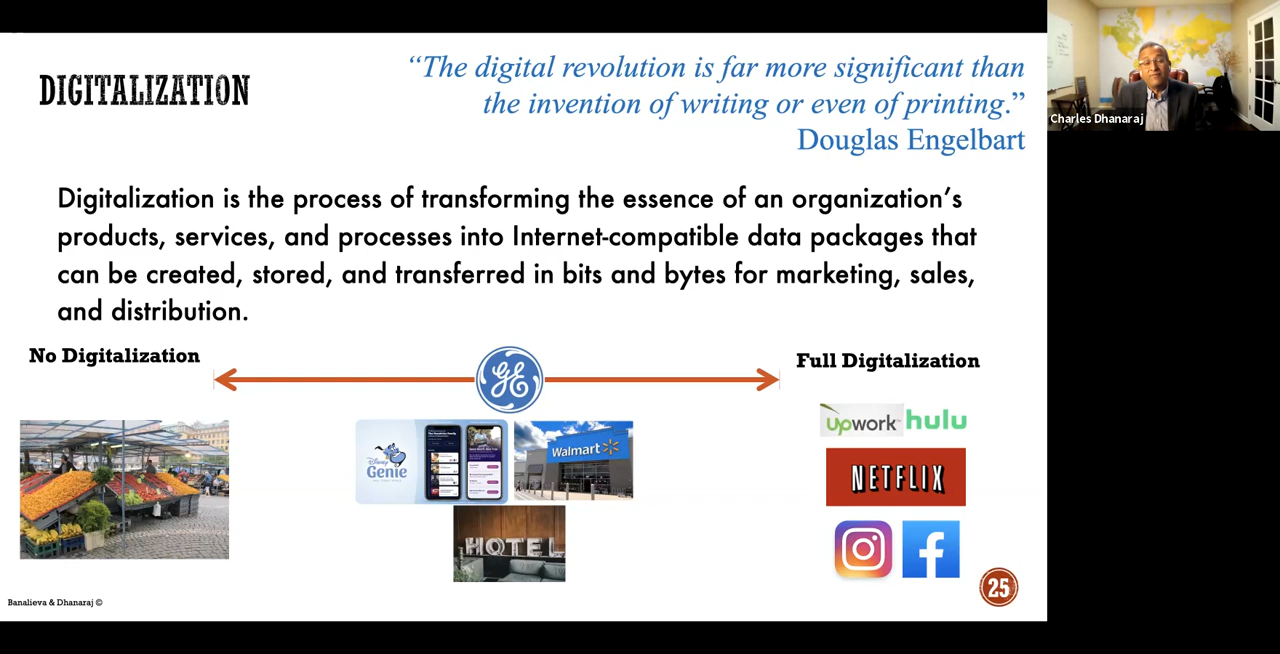 DIGITALIZATION
“The digital revolution is far more significant than
the invention of writing or even of printing.”
Douglas Engelbart
Charles Dhanaraj
Digitalization is the process of transforming the essence of an organization’s
products, services, and processes into Internet-compatible data packages that
can be created, stored, and transferred in bits and bytes for marketing, sales,
and distribution.
No Digitalization
GE
Full Digitalization
Disney
Genie
Walmart
HOTEL
upwork
hulu
NETFLIX
25
Banalieva & Dhanaraj ©